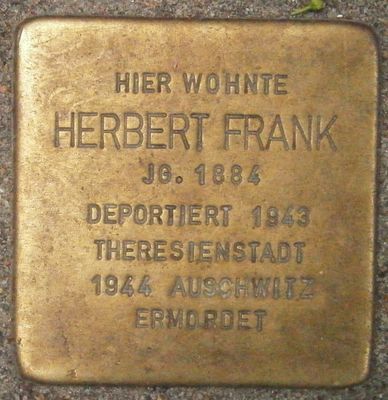 HIER WOHNTE
HERBERT FRANK
JG. 1884
DEPORTIERT 1943
THERESIENSTADT
1944 AUSCHWITZ
ERMORDET